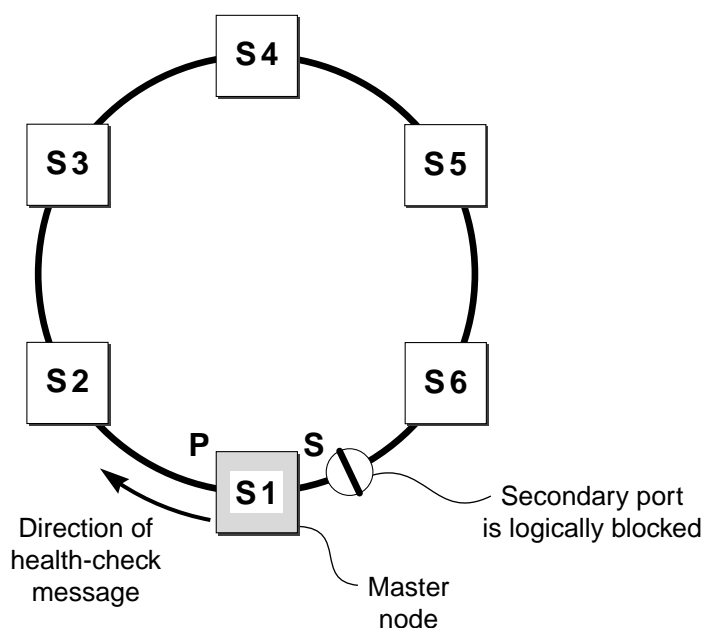 S4
S3
S5
S2
S6
P
S
S1
Direction of
health-check
message
Secondary port
is logically blocked
Master
node